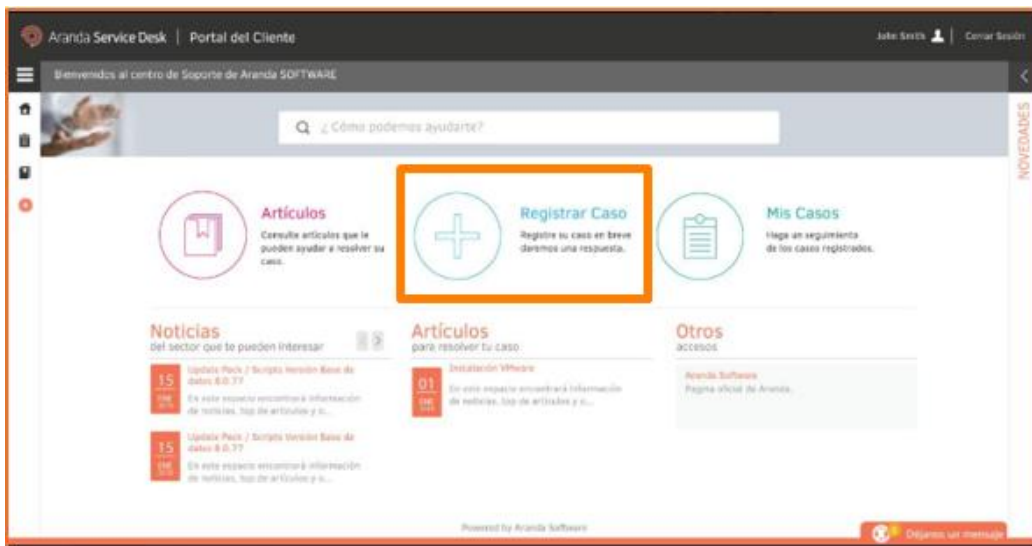 Aranda Service Desk | Portal del Cliente
John Smith | Cerrar Sesión
Bienvenidos al centro de Soporte de Aranda SOFTWARE
¿ Cómo podemos ayudarte?
NOVEDADES
Artículos
Consulte artículos que le
pueden ayudar a resolver su
caso.
Registrar Caso
Registre su caso en breve
daremos una respuesta.
Mis Casos
Haga un seguimiento
de los casos registrados.
Noticias
del sector que te pueden interesar
15
ENE
Update Pack / Scripts Versión Base de
datos 8.0.77
En este espacio encontrará información
de noticias, top de artículos y o...
15
ENE
Update Pack / Scripts Versión Base de
datos 8.0.77
En este espacio encontrará información
de noticias, top de artículos y o...
Artículos
para resolver tu caso
01
ENE
Instalación VMware
En este espacio encontrará información
de noticias, top de artículos y o...
Otros
accesos
Aranda Software
Pagina oficial de Aranda.
Powered by Aranda Software
Déjanos un mensaje